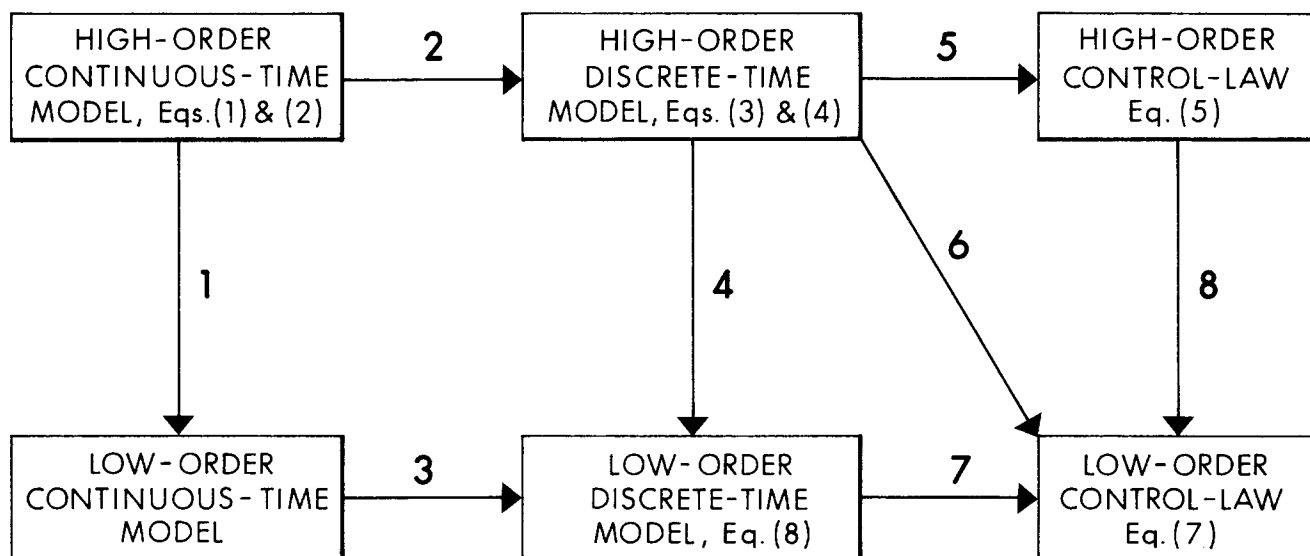 HIGH-ORDER
CONTINUOUS-TIME
MODEL, Eqs.(1) & (2)
2
HIGH-ORDER
DISCRETE-TIME
MODEL, Eqs. (3) & (4)
5
HIGH-ORDER
CONTROL-LAW
Eq. (5)
1
4
6
8
LOW-ORDER
CONTINUOUS-TIME
MODEL
3
LOW-ORDER
DISCRETE-TIME
MODEL, Eq. (8)
7
LOW-ORDER
CONTROL-LAW
Eq. (7)